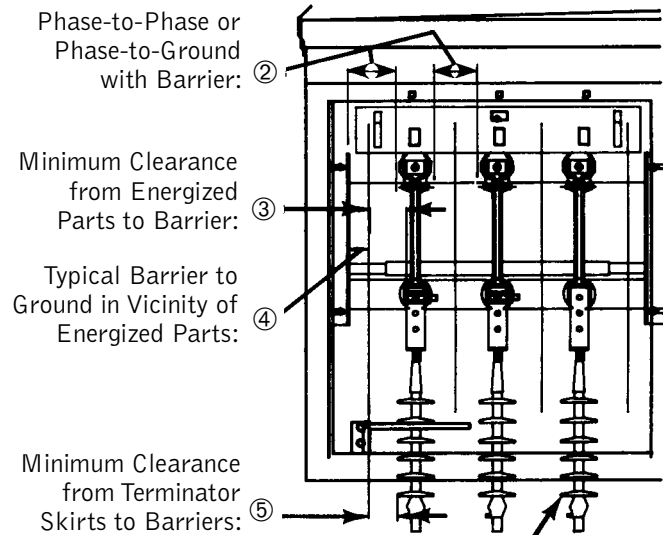 Phase-to-Phase or
Phase-to-Ground
with Barrier: ②
Minimum Clearance
from Energized
Parts to Barrier: ③
Typical Barrier to
Ground in Vicinity of
Energized Parts: ④
Minimum Clearance
from Terminator
Skirts to Barriers: ⑤